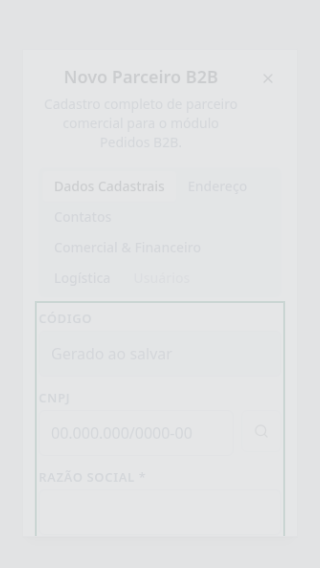 Novo Parceiro B2B
×
Cadastro completo de parceiro
comercial para o módulo
Pedidos B2B.
Dados Cadastrais Endereço
Contatos
Comercial & Financeiro
Logística Usuários
CÓDIGO
Gerado ao salvar
CNPJ
00.000.000/0000-00
RAZÃO SOCIAL *